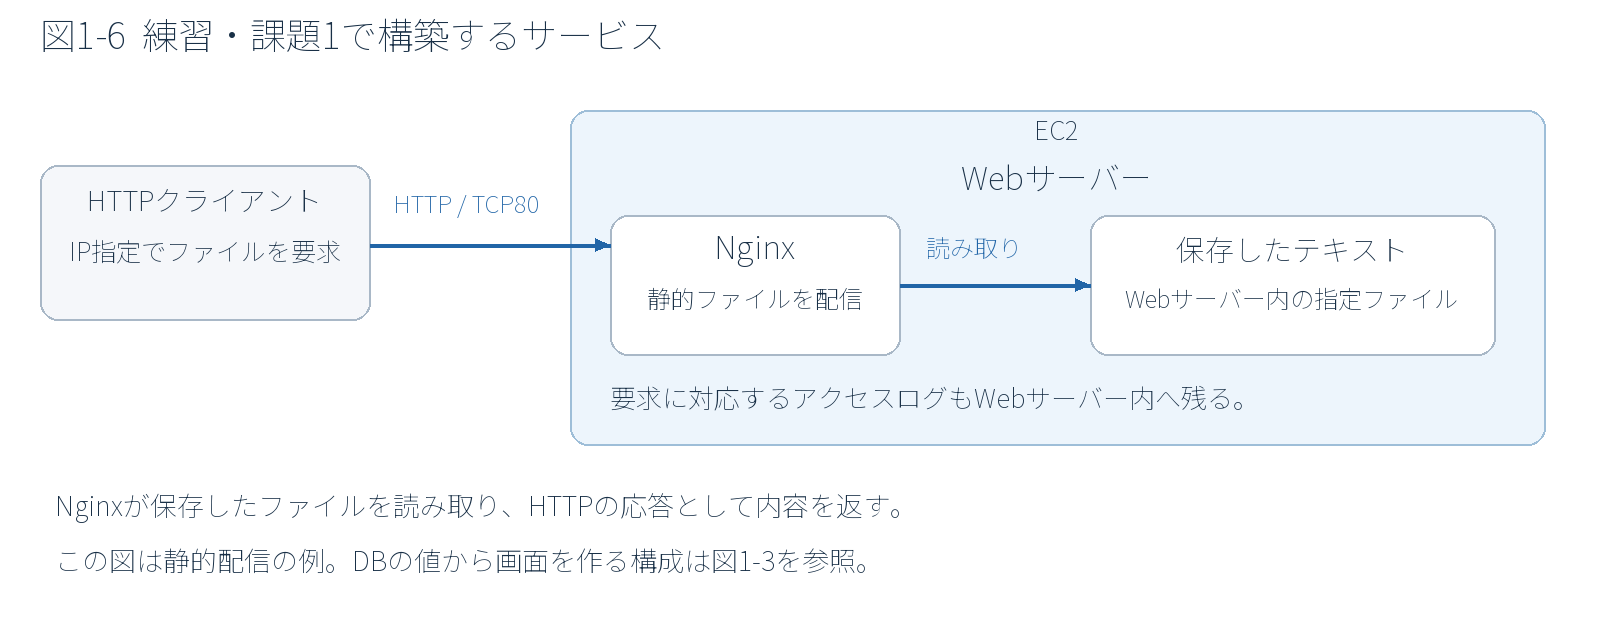 図1-6 練習・課題1で構築するサービス
EC2
Webサーバー
HTTPクライアント
IP指定でファイルを要求
HTTP / TCP80
Nginx
静的ファイルを配信
読み取り
保存したテキスト
Webサーバー内の指定ファイル
要求に対応するアクセスログもWebサーバー内へ残る。
Nginxが保存したファイルを読み取り、HTTPの応答として内容を返す。
この図は静的配信の例。DBの値から画面を作る構成は図1-3を参照。